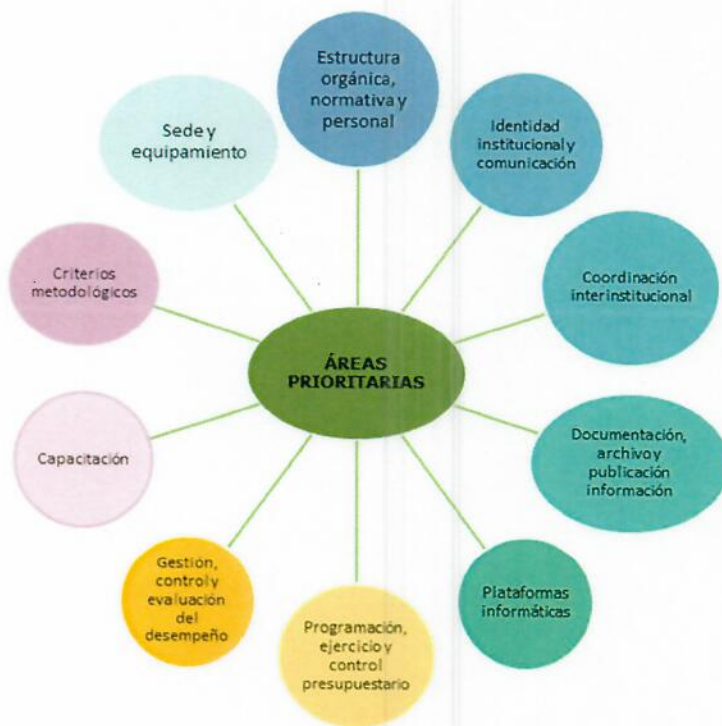 Estructura
orgánica,
normativa y
personal
Identidad
institucional y
comunicación
Coordinación
interinstitucional
Documentación,
archivo y
publicación
información
Plataformas
informáticas
Programación,
ejercicio y
control
presupuestario
Gestión,
control y
evaluación
del
desempeño
Capacitación
Criterios
metodológicos
Sede y
equipamiento
ÁREAS
PRIORITARIAS